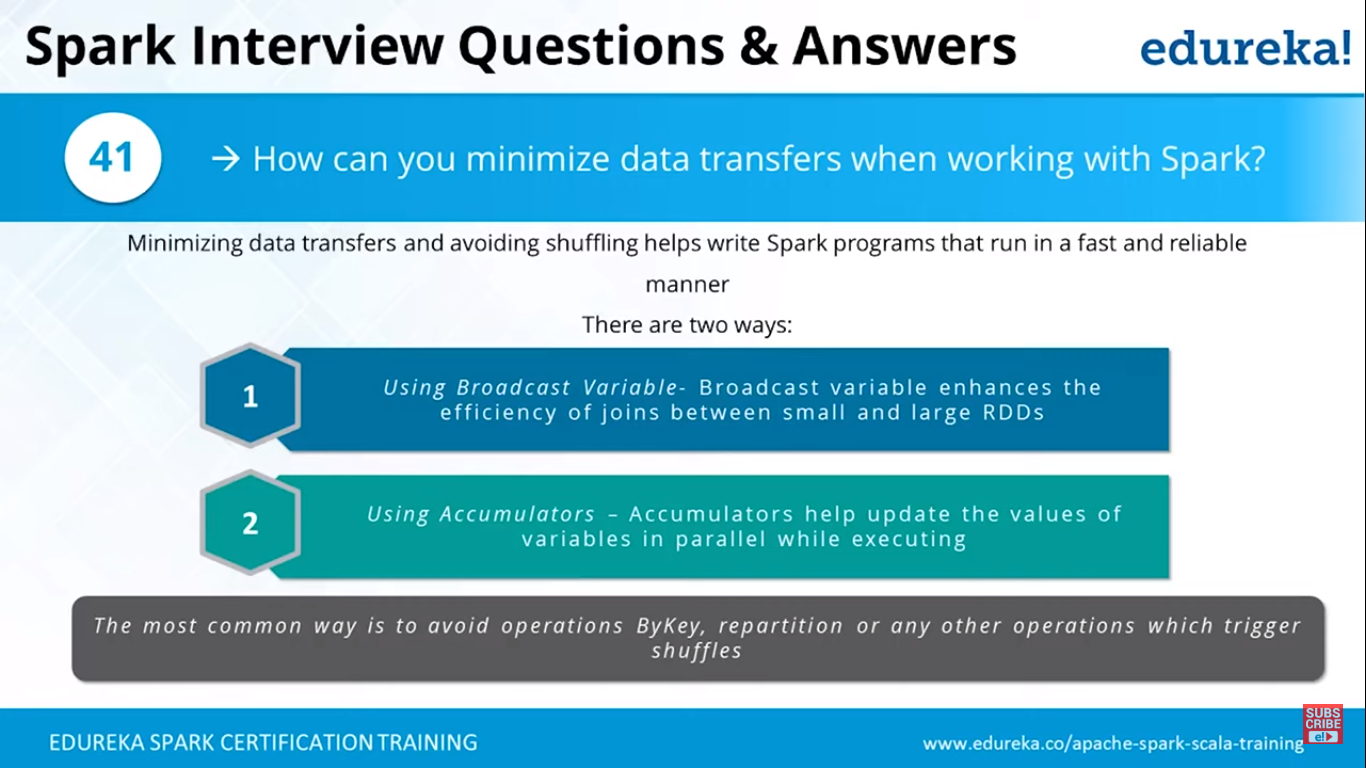 Spark Interview Questions & Answers
edureka!
41
→ How can you minimize data transfers when working with Spark?
Minimizing data transfers and avoiding shuffling helps write Spark programs that run in a fast and reliable
manner
There are two ways:
1
Using Broadcast Variable- Broadcast variable enhances the
efficiency of joins between small and large RDDs
2
Using Accumulators – Accumulators help update the values of
variables in parallel while executing
The most common way is to avoid operations ByKey, repartition or any other operations which trigger
shuffles
EDUREKA SPARK CERTIFICATION TRAINING
www.edureka.co/apache-spark-scala-training
SUBS
CRIBE
e!